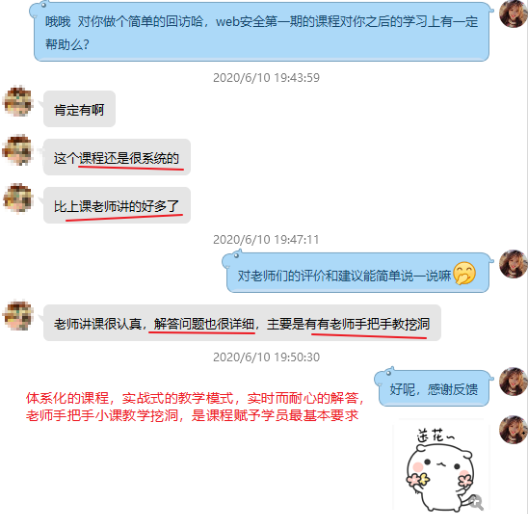 哦哦 对你做个简单的回访哈，web安全第一期的课程对你之后的学习上有一定
帮助么？
2020/6/10 19:43:59
肯定有啊
这个课程还是很系统的
比上课老师讲的好多了
2020/6/10 19:47:11
对老师们的评价和建议能简单说一说嘛
老师讲课很认真，解答问题也很详细，主要是有有老师手把手教挖洞
2020/6/10 19:50:30
好呢，感谢反馈
体系化的课程，实战式的教学模式，实时而耐心的解答，
老师手把手小课教学挖洞，是课程赋予学员最基本要求
送花~